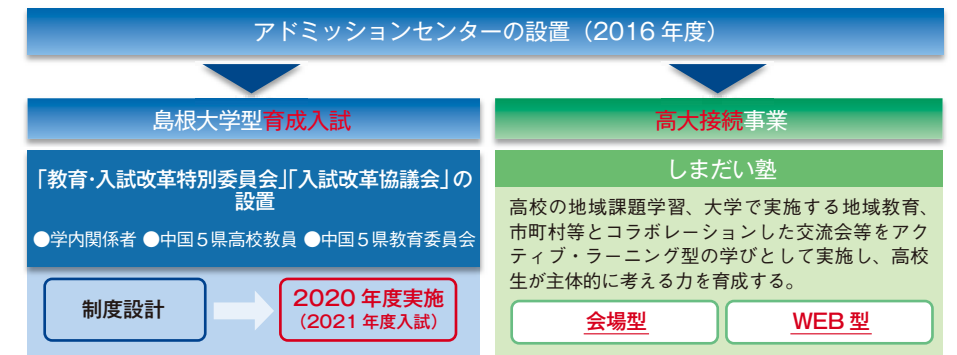 アドミッションセンターの設置（2016年度）
島根大学型育成入試
「教育・入試改革特別委員会」「入試改革協議会」の
設置
●学内関係者 ●中国５県高校教員 ●中国５県教育委員会
制度設計
2020年度実施
（2021年度入試）
高大接続事業
しまだい塾
高校の地域課題学習、大学で実施する地域教育、
市町村等とコラボレーションした交流会等をアク
ティブ・ラーニング型の学びとして実施し、高校
生が主体的に考える力を育成する。
会場型
WEB型